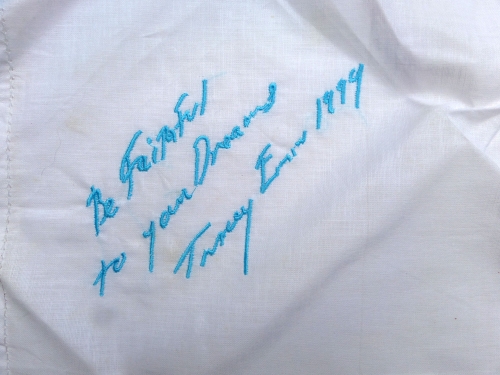 Be Faithful
to your Dreams
Tracey Emin 1999